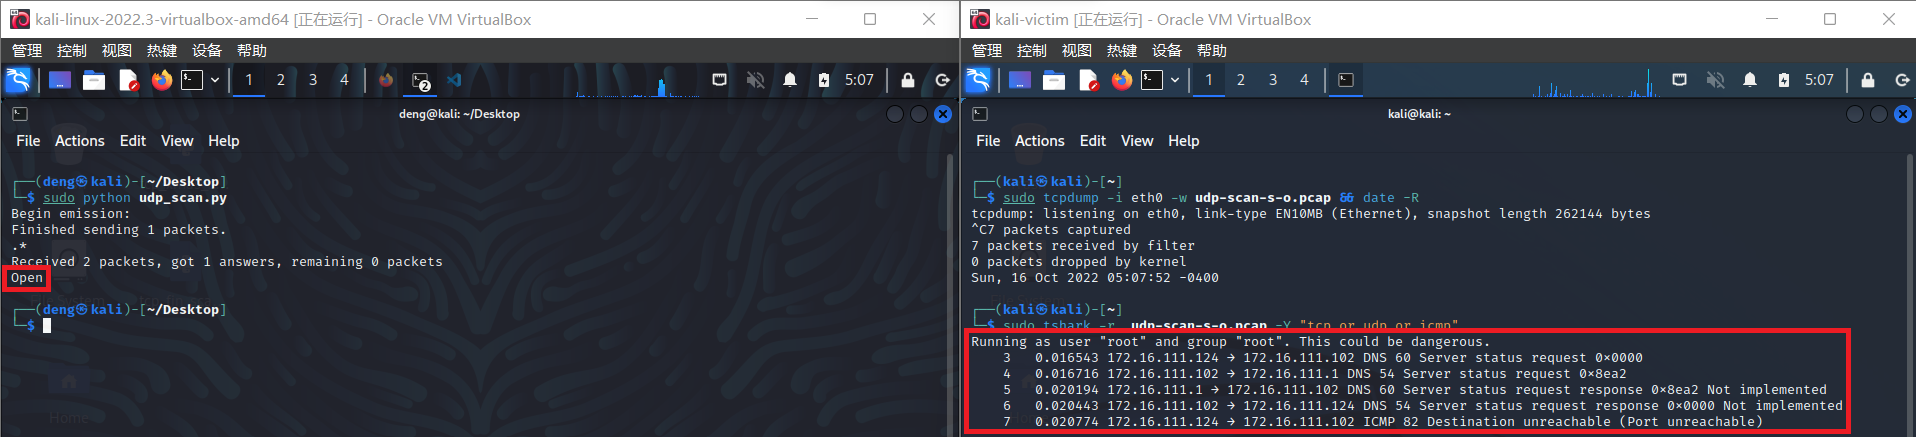 kali-linux-2022.3-virtualbox-amd64 [正在运行] - Oracle VM VirtualBox
管理 控制 视图 热键 设备 帮助
1 2 3 4 2 5:07
deng@kali: ~/Desktop
File Actions Edit View Help
┌──(deng㉿kali)-[~/Desktop]
└─$ sudo python udp_scan.py
Begin emission:
Finished sending 1 packets.
.*
Received 2 packets, got 1 answers, remaining 0 packets
Open
┌──(deng㉿kali)-[~/Desktop]
└─$
Home
kali-victim [正在运行] - Oracle VM VirtualBox
管理 控制 视图 热键 设备 帮助
1 2 3 4 5:07
kali@kali: ~
File Actions Edit View Help
┌──(kali㉿kali)-[~]
└─$ sudo tcpdump -i eth0 -w udp-scan-s-o.pcap && date -R
tcpdump: listening on eth0, link-type EN10MB (Ethernet), snapshot length 262144 bytes
^C7 packets captured
7 packets received by filter
0 packets dropped by kernel
Sun, 16 Oct 2022 05:07:52 -0400
┌──(kali㉿kali)-[~]
└─$ sudo tshark -r udp-scan-s-o.pcap -Y "tcp or udp or icmp"
Running as user "root" and group "root". This could be dangerous.
3 0.016543 172.16.111.124 → 172.16.111.102 DNS 60 Server status request 0×0000
4 0.016716 172.16.111.102 → 172.16.111.1 DNS 54 Server status request 0×8ea2
5 0.020194 172.16.111.1 → 172.16.111.102 DNS 60 Server status request response 0×8ea2 Not implemented
6 0.020443 172.16.111.102 → 172.16.111.124 DNS 54 Server status request response 0×0000 Not implemented
7 0.020774 172.16.111.124 → 172.16.111.102 ICMP 82 Destination unreachable (Port unreachable)